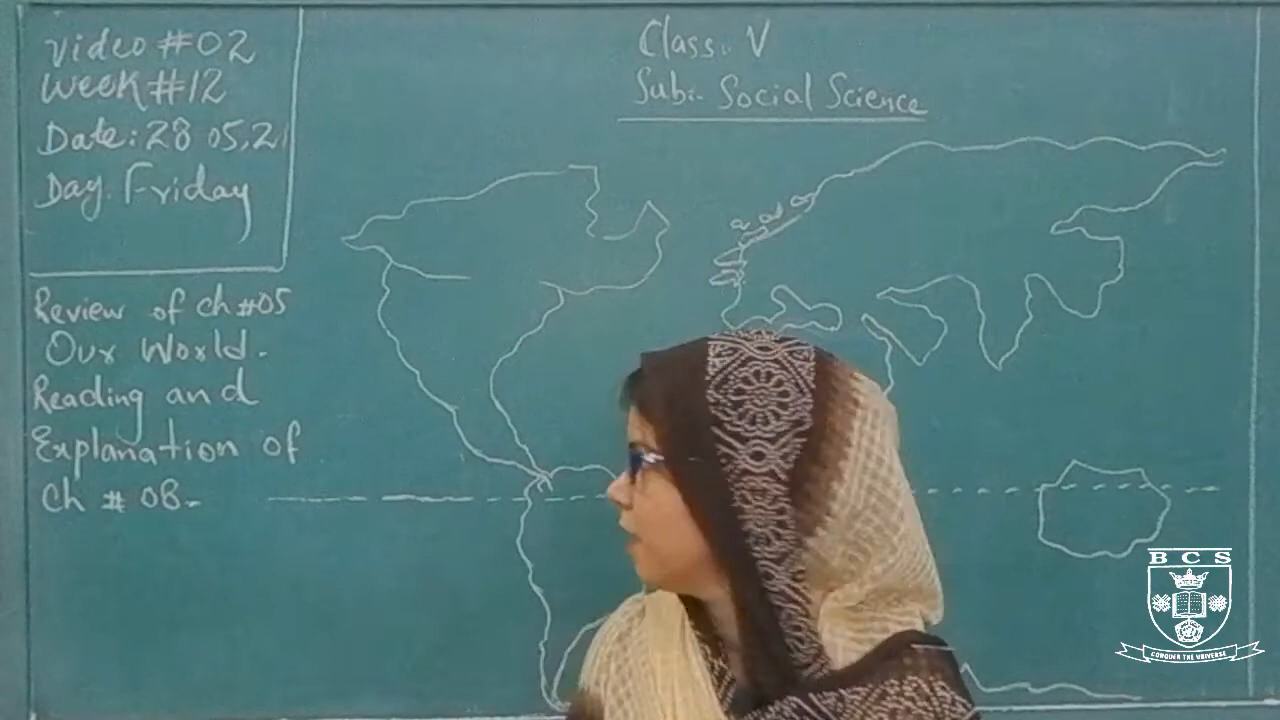 Video #02
Week #12
Date: 28 05.21
Day. Friday
Class: V
Sub:- Social Science
Review of ch #05
Our World.
Reading and
Explanation of
Ch # 08.
BCS
CONQUER THE UNIVERSE